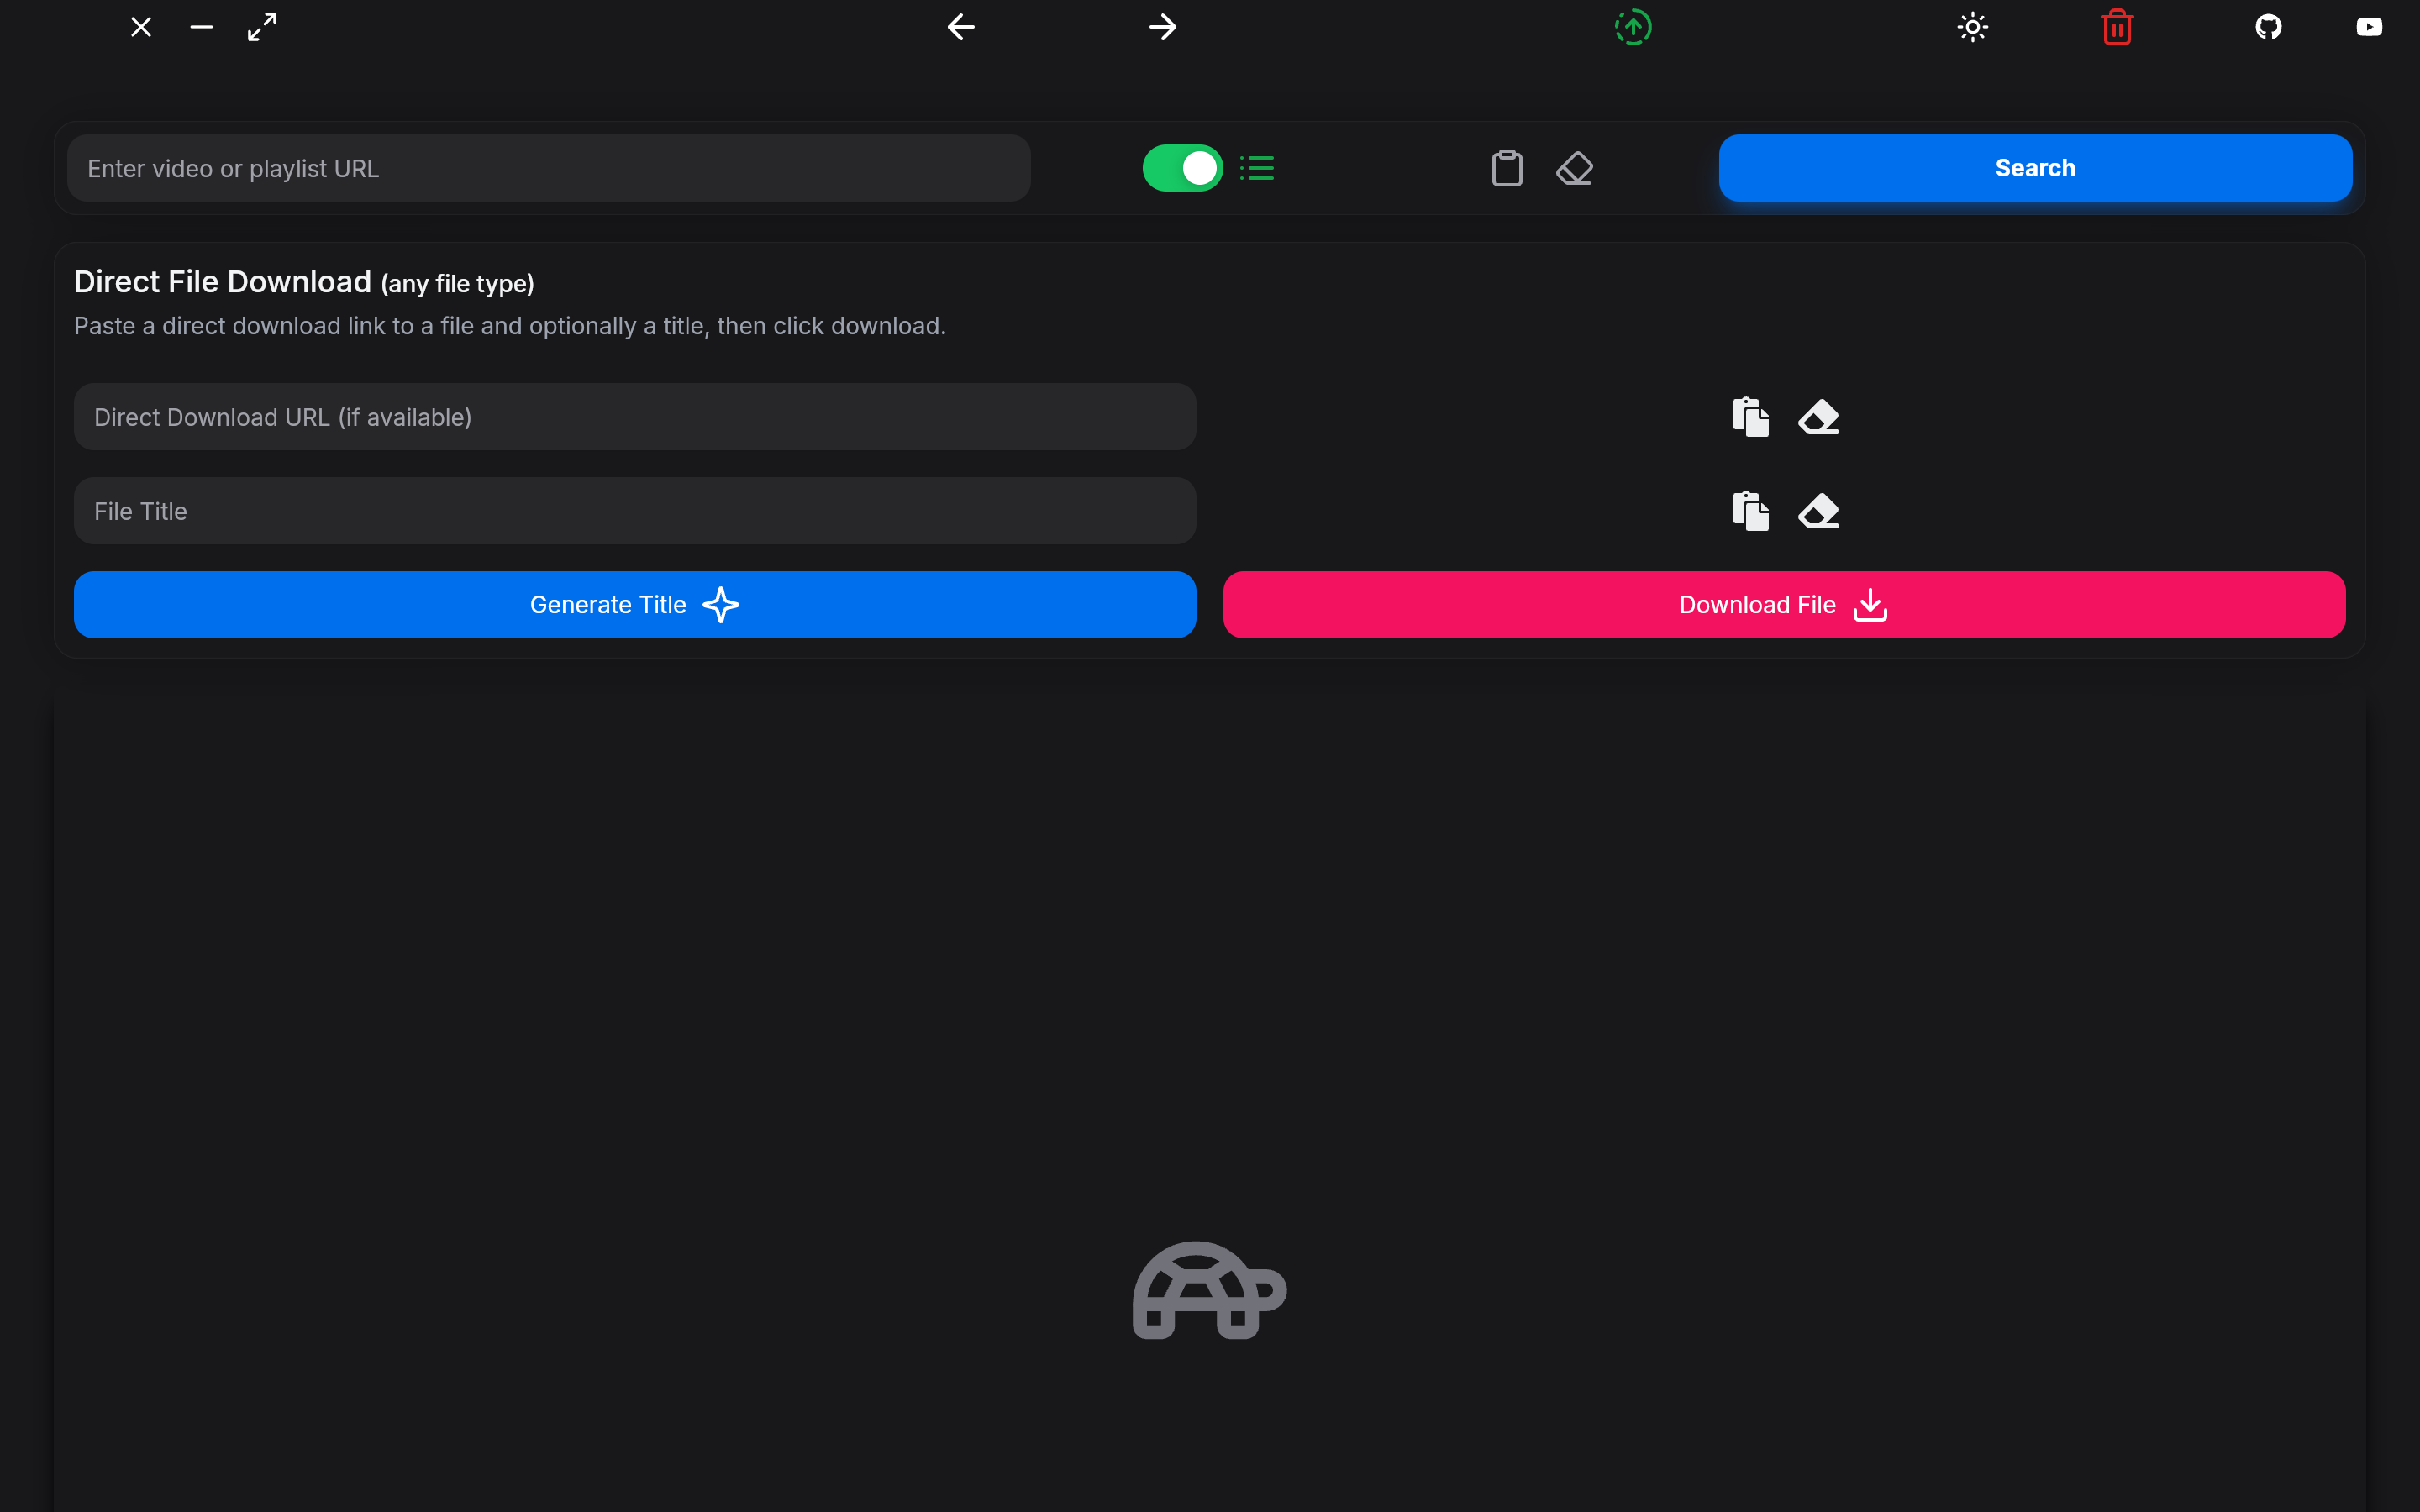 Enter video or playlist URL
Search
Direct File Download (any file type)
Paste a direct download link to a file and optionally a title, then click download.
Direct Download URL (if available)
File Title
Generate Title
Download File